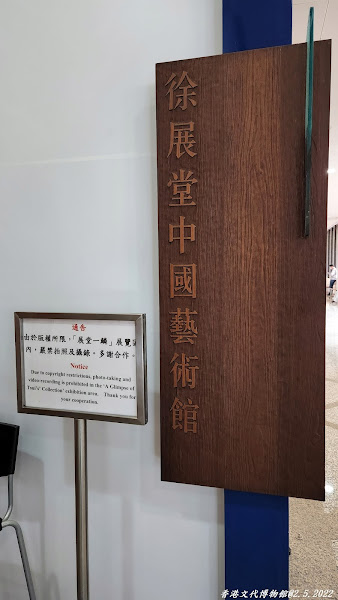 徐展堂中國藝術館
通告
由於版權所限，「展堂一鱗」展覽
內，嚴禁拍照及攝錄。多謝合作。
Notice
Due to copyright restrictions, photo-taking and
video recording is prohibited in the 'A Glimpse of
Tsui's' Collection' exhibition area. Thank you for
your cooperation.
香港文化博物館02.5.2022